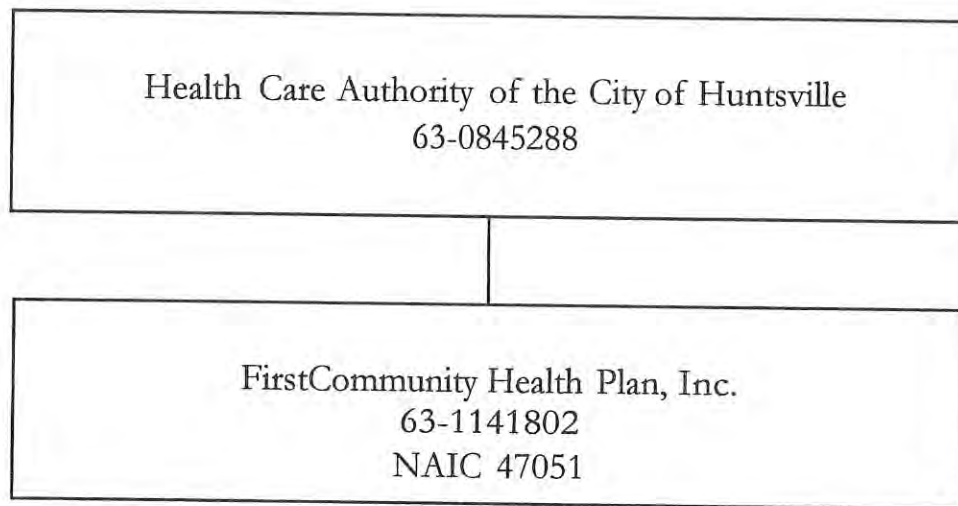 Health Care Authority of the City of Huntsville
63-0845288
FirstCommunity Health Plan, Inc.
63-1141802
NAIC 47051